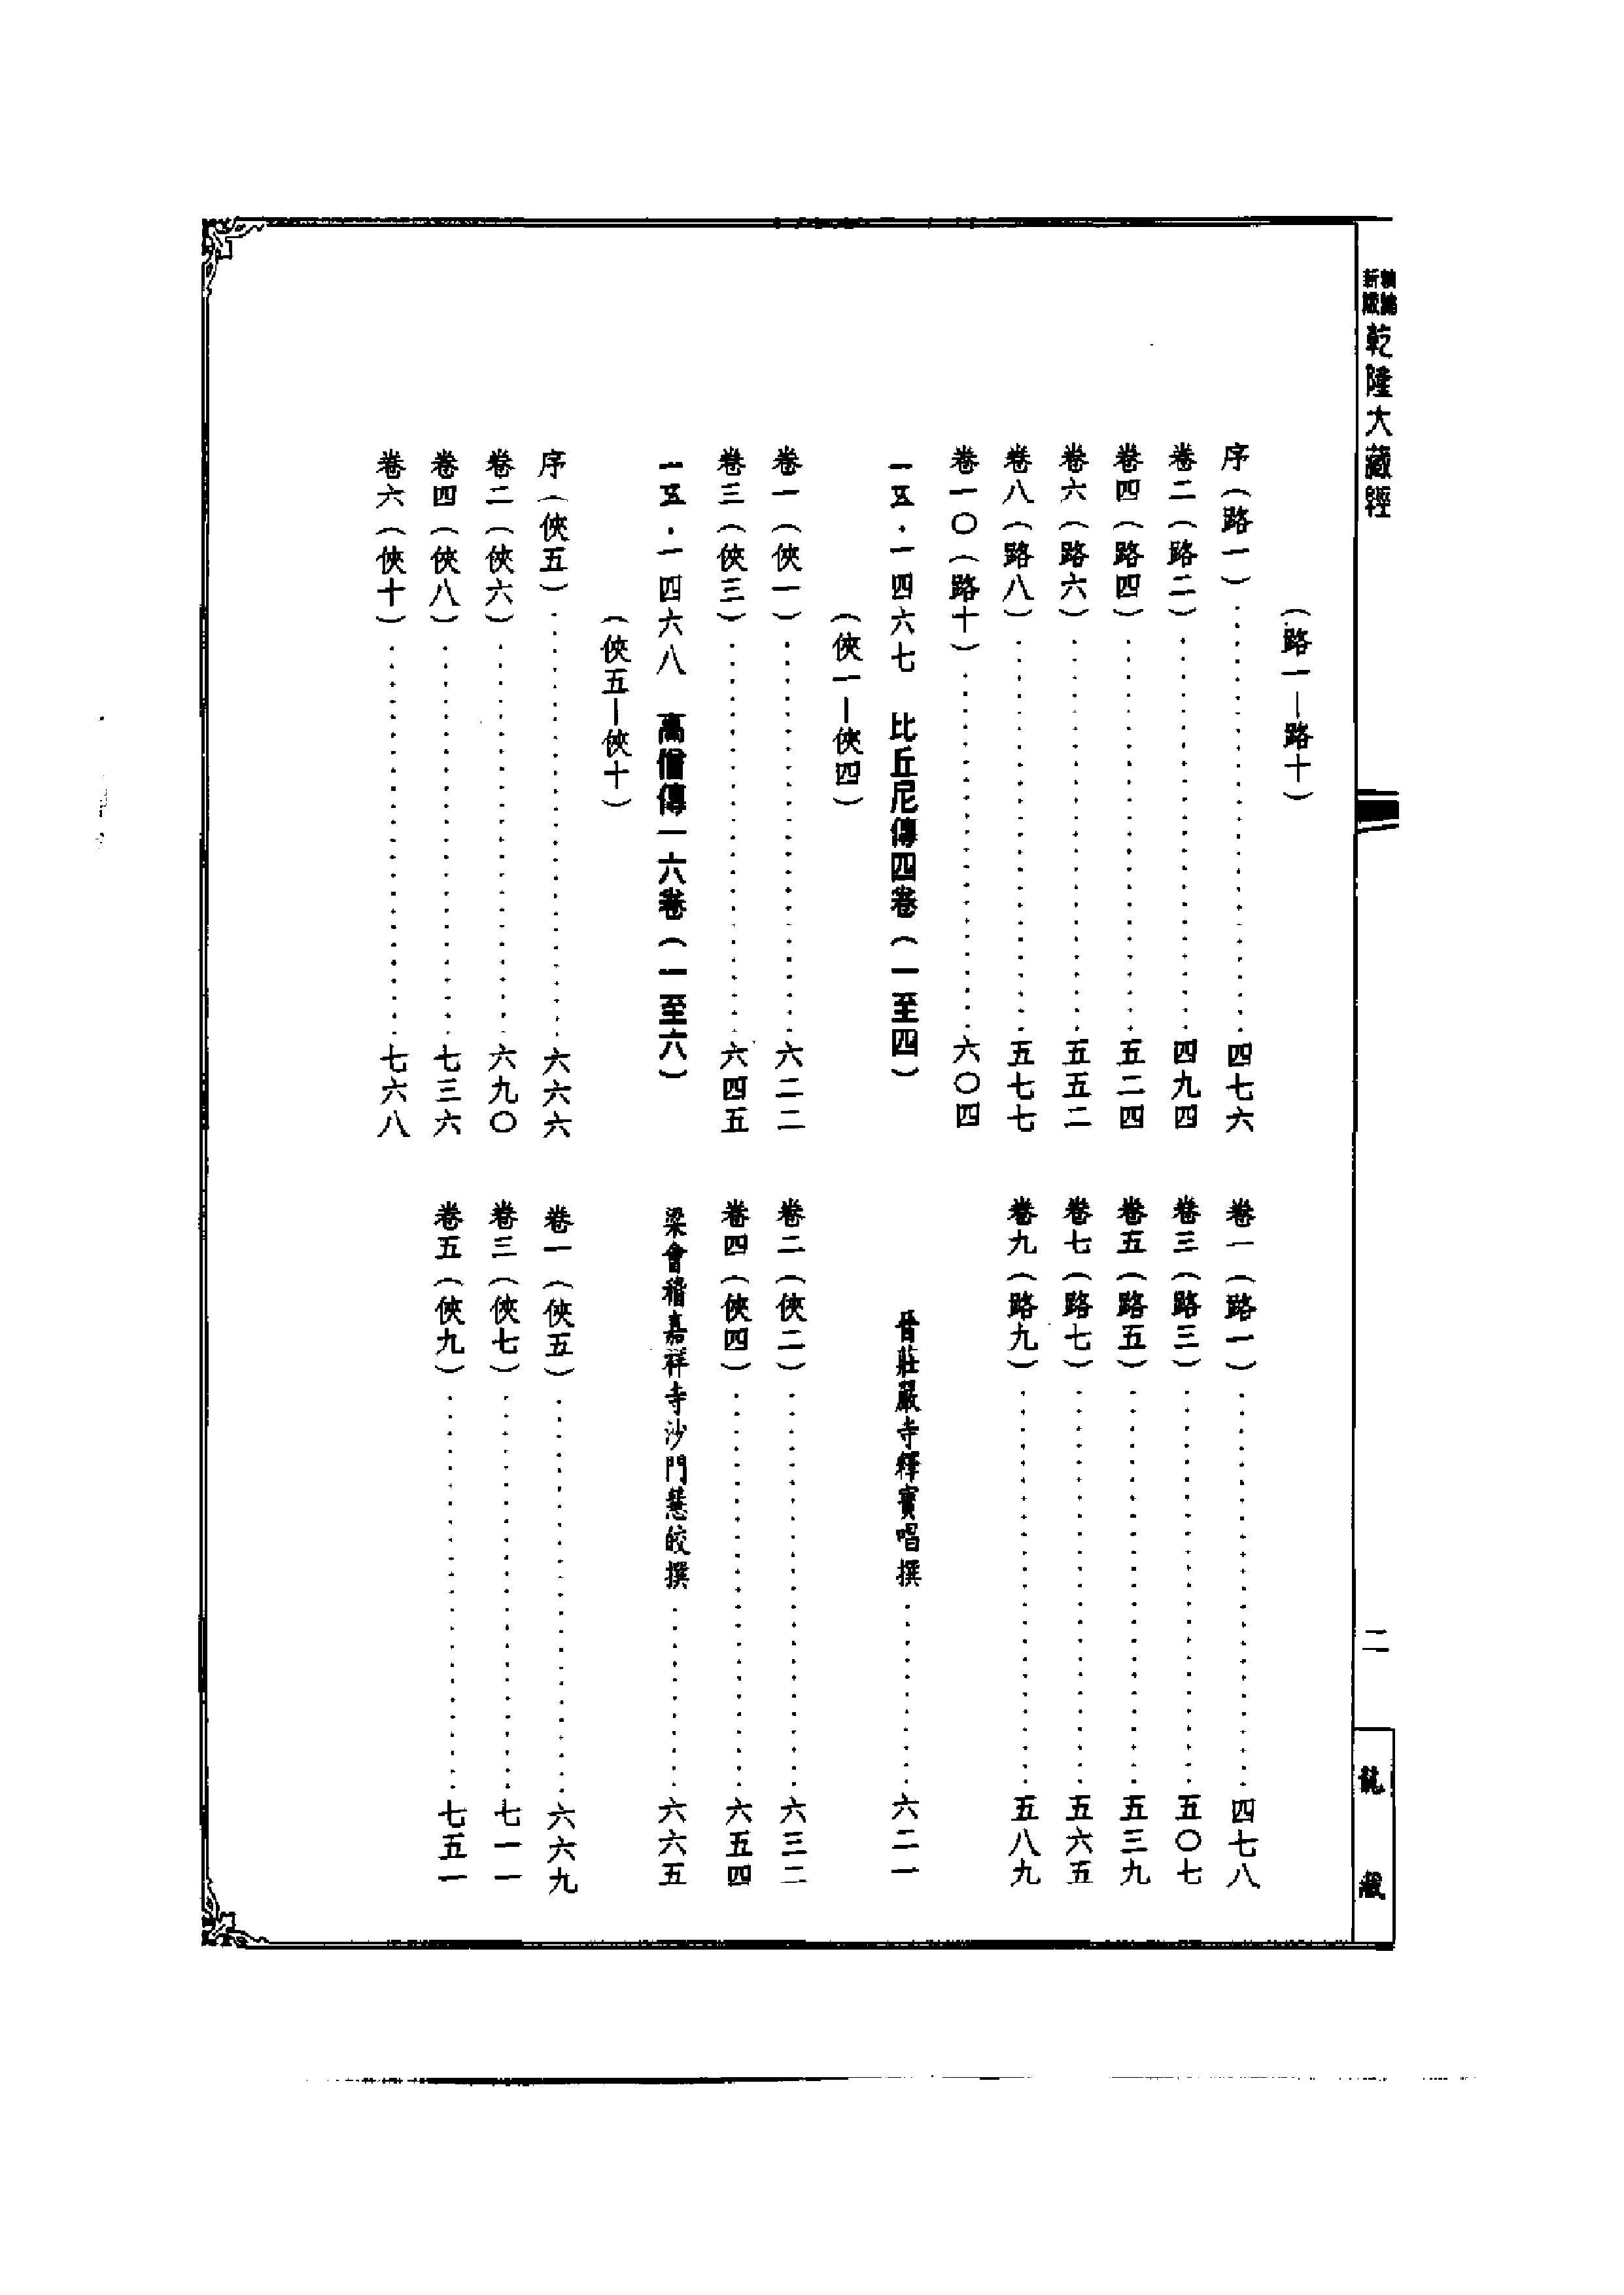 新編
縮
乾隆大藏經
二
龍藏
(路一—路十)
序(路一)……四七六 卷一(路一)……四七八
卷二(路二)……四九四 卷三(路三)……五〇七
卷四(路四)……五二四 卷五(路五)……五三九
卷六(路六)……五五二 卷七(路七)……五六五
卷八(路八)……五七七 卷九(路九)……五八九
卷一〇(路十)……六〇四
一五.一四六七 比丘尼傳四卷(一至四) 晉莊嚴寺釋寶唱撰……六二一
(俠一—俠四)
卷一(俠一)……六二二 卷二(俠二)……六三二
卷三(俠三)……六四五 卷四(俠四)……六五四
一五.一四六八 高僧傳一六卷(一至六) 梁會稽嘉祥寺沙門慧皎撰……六六五
(俠五—俠十)
序(俠五)……六六六 卷一(俠五)……六六九
卷二(俠六)……六九〇 卷三(俠七)……七一一
卷四(俠八)……七三六 卷五(俠九)……七五一
卷六(俠十)……七六八